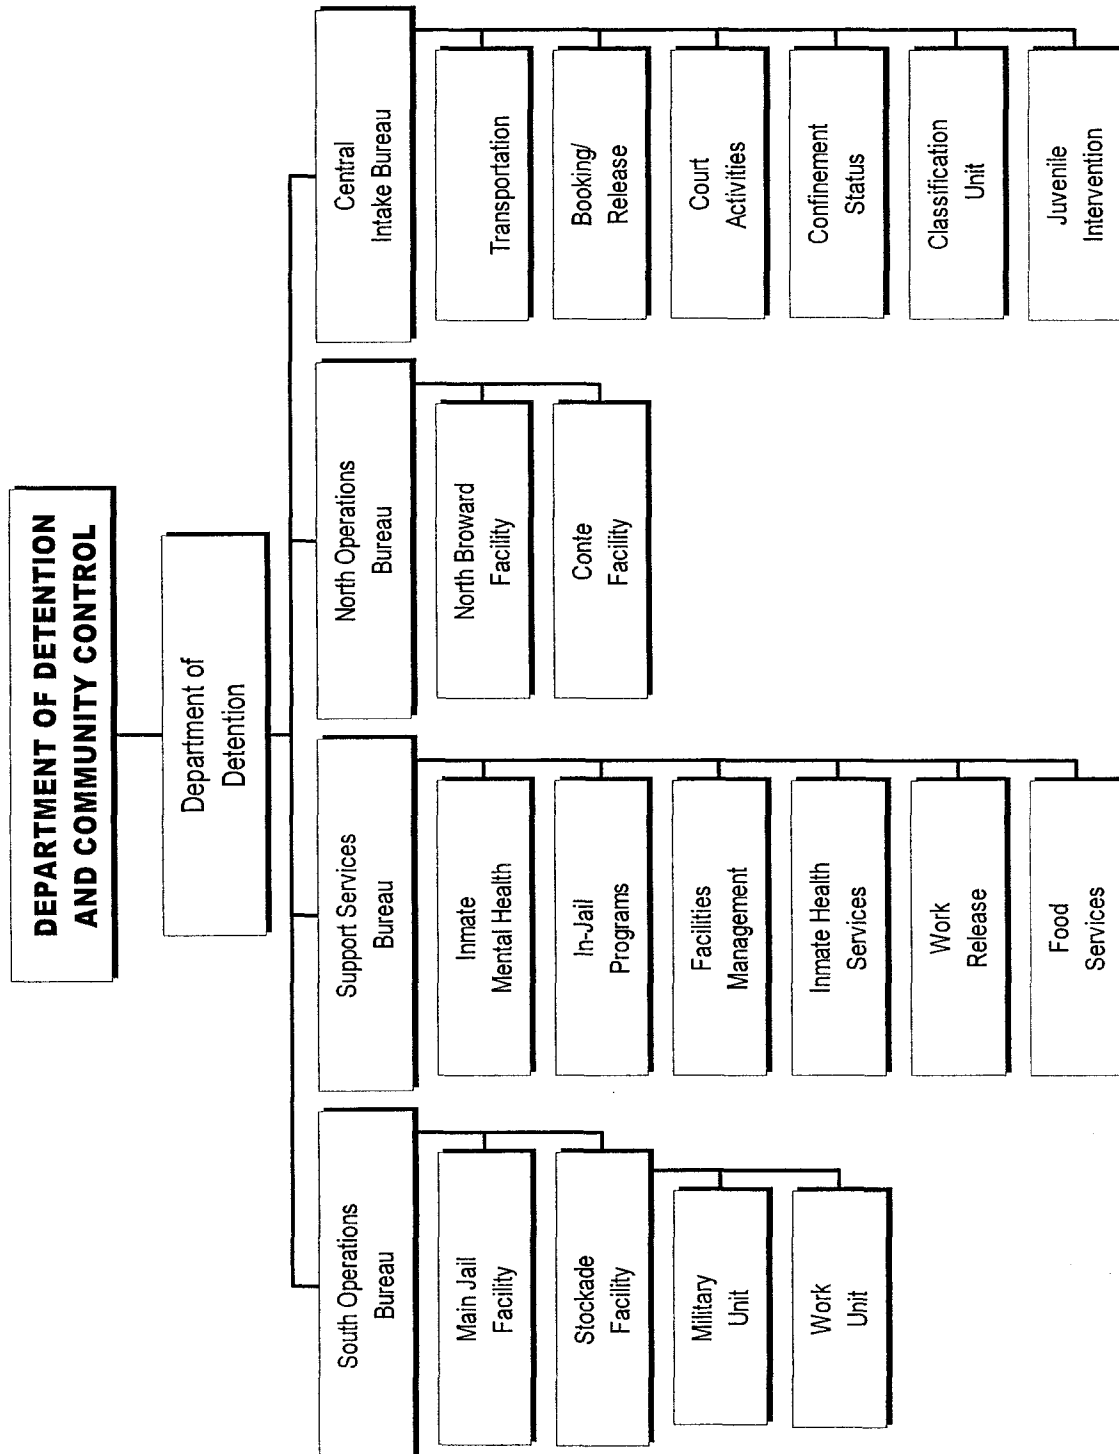 DEPARTMENT OF DETENTION
AND COMMUNITY CONTROL
Department of
Detention
South Operations
Bureau
Main Jail
Facility
Stockade
Facility
Military
Unit
Work
Unit
Support Services
Bureau
Inmate
Mental Health
In-Jail
Programs
Facilities
Management
Inmate Health
Services
Work
Release
Food
Services
North Operations
Bureau
North Broward
Facility
Conte
Facility
Central
Intake Bureau
Transportation
Booking/
Release
Court
Activities
Confinement
Status
Classification
Unit
Juvenile
Intervention